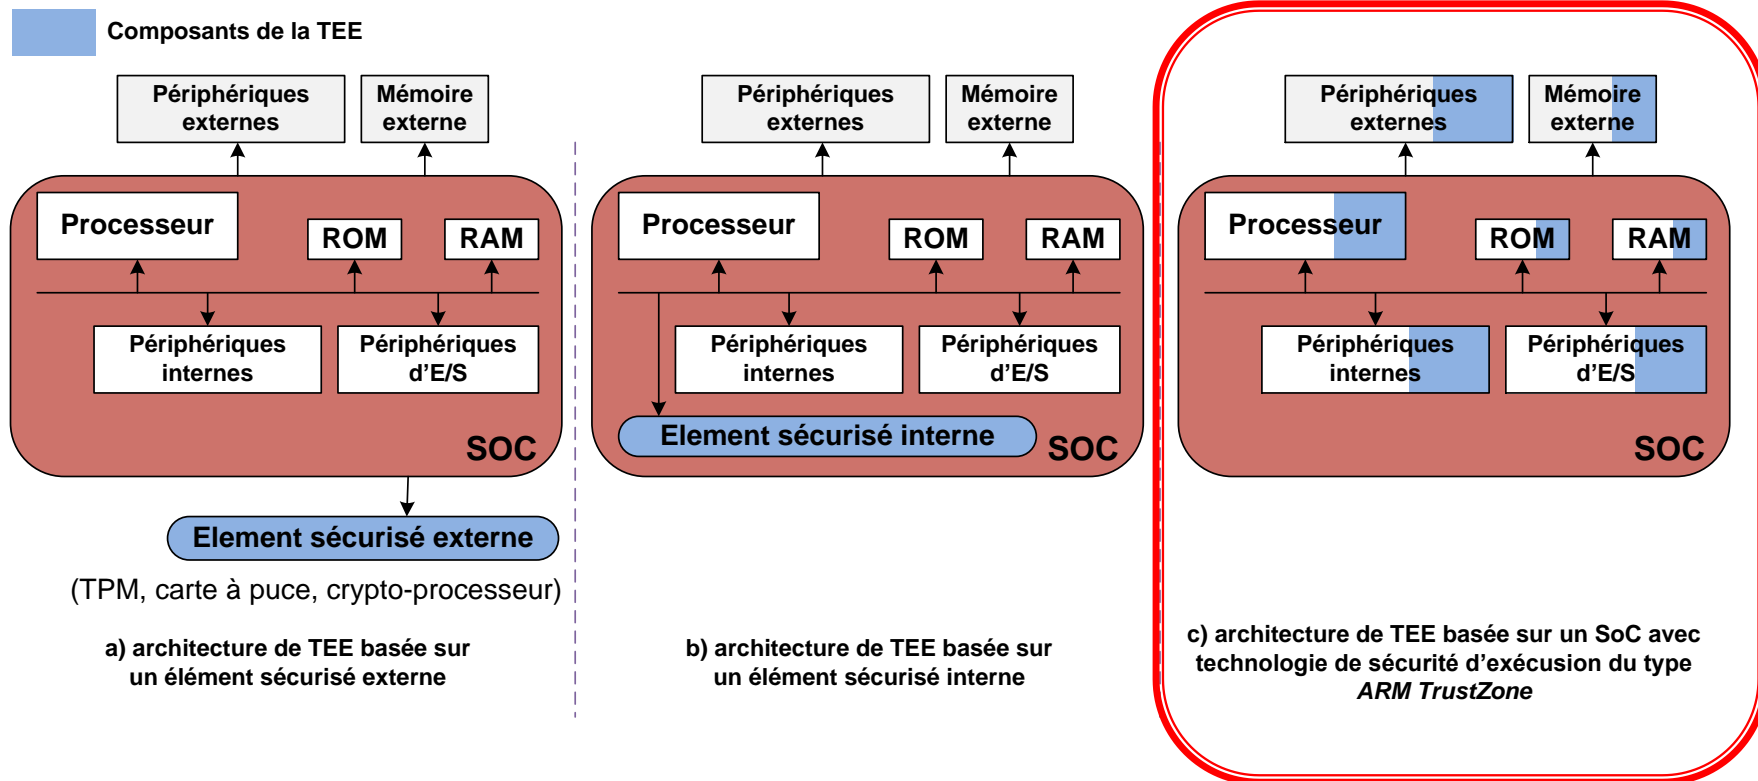 Composants de la TEE
Périphériques
externes
Mémoire
externe
Processeur
ROM
RAM
Périphériques
internes
Périphériques
d'E/S
SOC
Element sécurisé externe
(TPM, carte à puce, crypto-processeur)
a) architecture de TEE basée sur
un élément sécurisé externe
Périphériques
externes
Mémoire
externe
Processeur
ROM
RAM
Périphériques
internes
Périphériques
d'E/S
Element sécurisé interne
SOC
b) architecture de TEE basée sur
un élément sécurisé interne
Périphériques
externes
Mémoire
externe
Processeur
ROM
RAM
Périphériques
internes
Périphériques
d'E/S
SOC
c) architecture de TEE basée sur un SoC avec
technologie de sécurité d'exécusion du type
ARM TrustZone